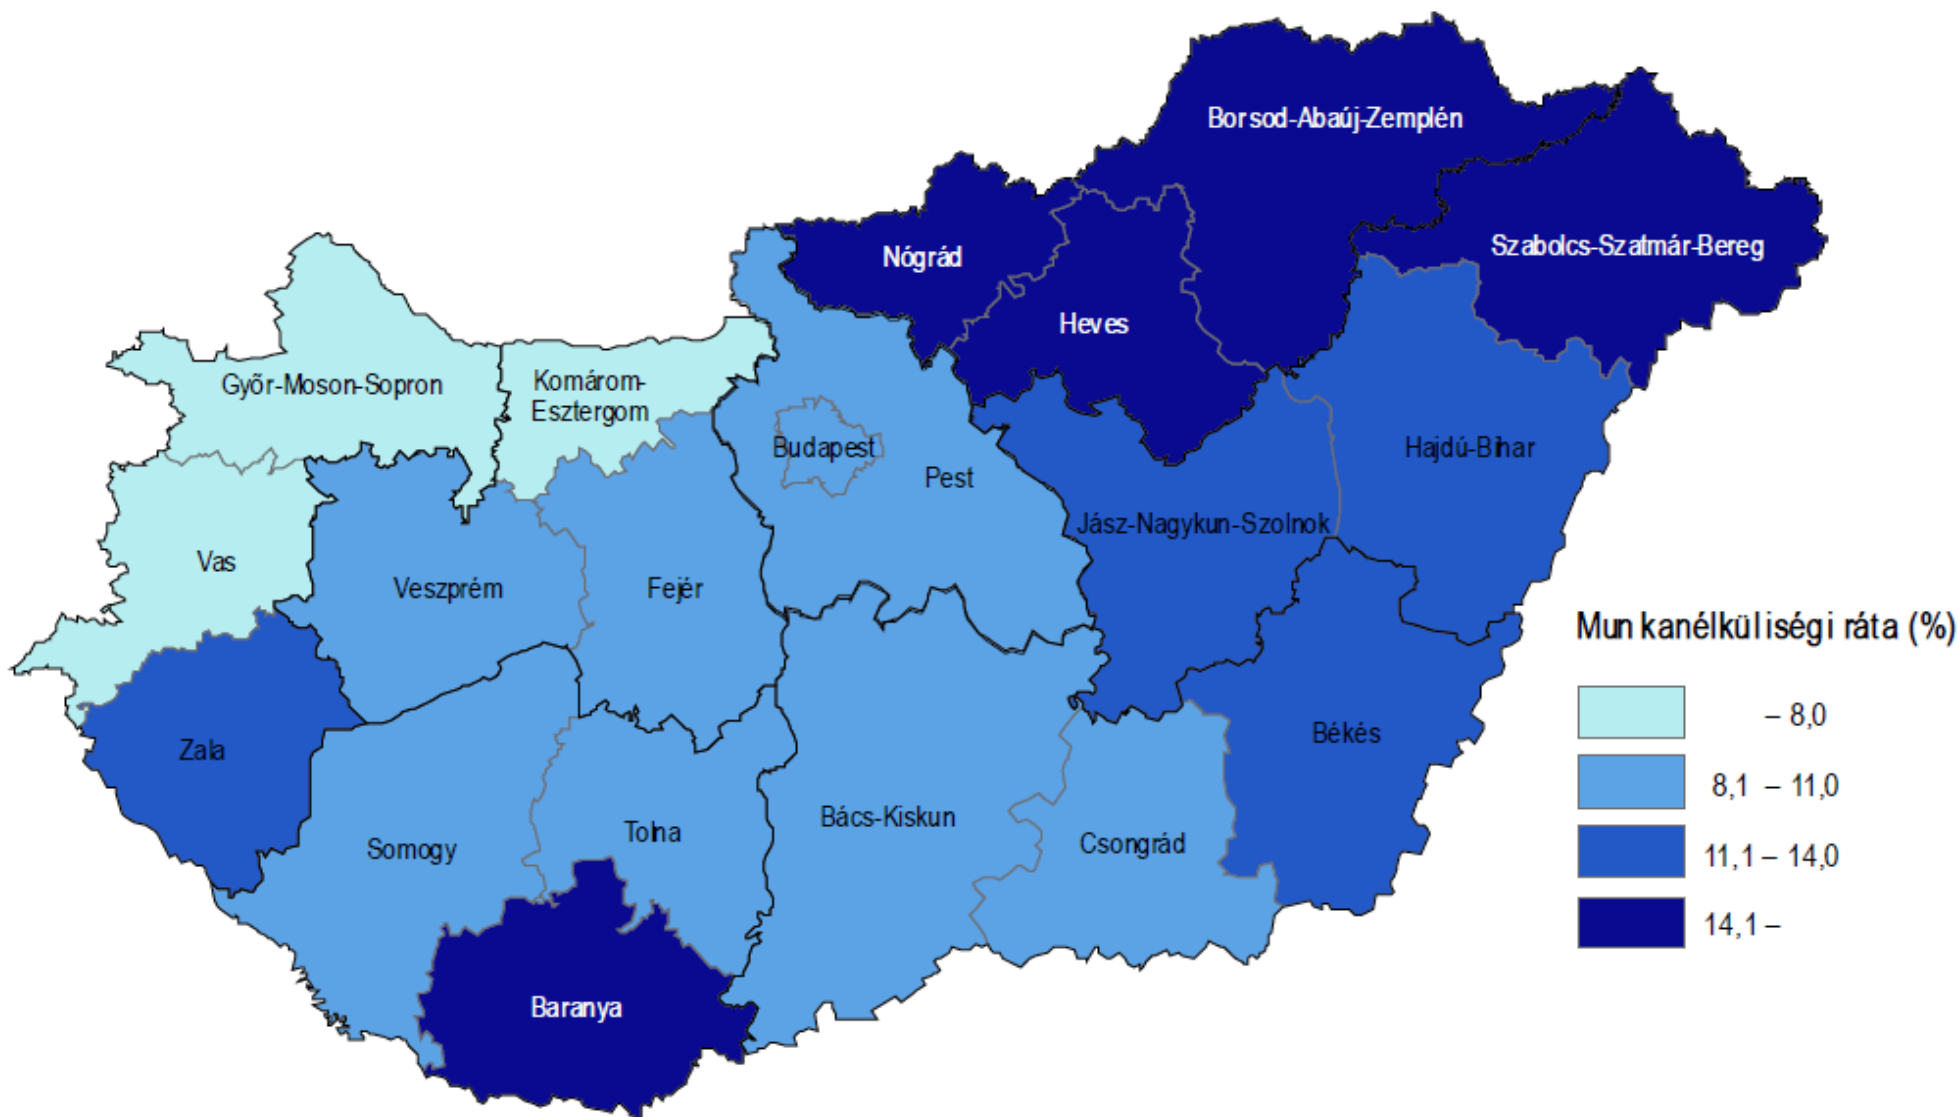 Borsod-Abaúj-Zemplén
Szabolcs-Szatmár-Bereg
Nógrád
Heves
Győr-Moson-Sopron
Komárom-
Esztergom
Budapest
Pest
Hajdú-Bihar
Jász-Nagykun-Szolnok
Vas
Veszprém
Fejér
Zala
Békés
Somogy
Tolna
Bács-Kiskun
Csongrád
Baranya
Munkanélküliségi ráta (%)
– 8,0
8,1 – 11,0
11,1 – 14,0
14,1 –